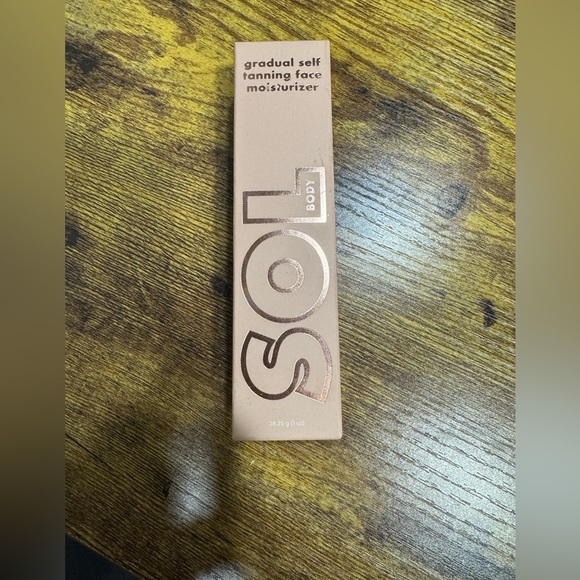 gradual self
tanning face
moisturizer
SOL
BODY
28.35 g (1 oz)